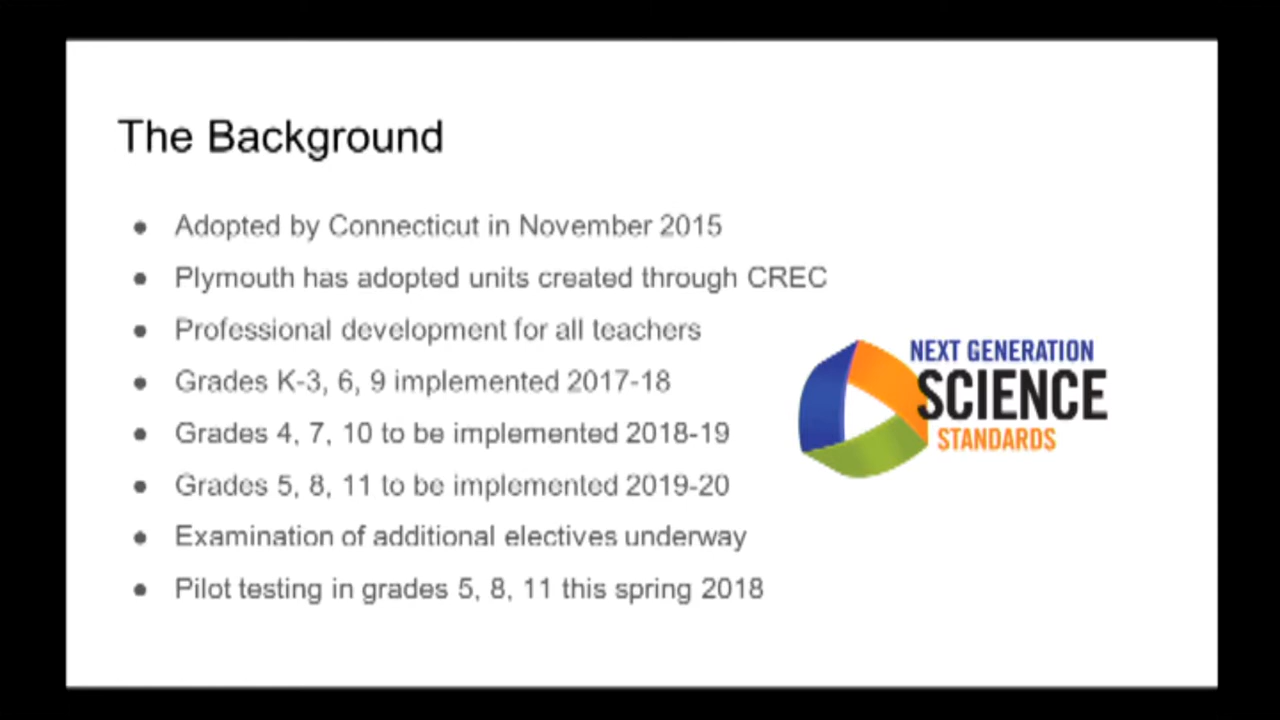 The Background
● Adopted by Connecticut in November 2015
● Plymouth has adopted units created through CREC
● Professional development for all teachers
● Grades K-3, 6, 9 implemented 2017-18
● Grades 4, 7, 10 to be implemented 2018-19
● Grades 5, 8, 11 to be implemented 2019-20
● Examination of additional electives underway
● Pilot testing in grades 5, 8, 11 this spring 2018
NEXT GENERATION
SCIENCE
STANDARDS